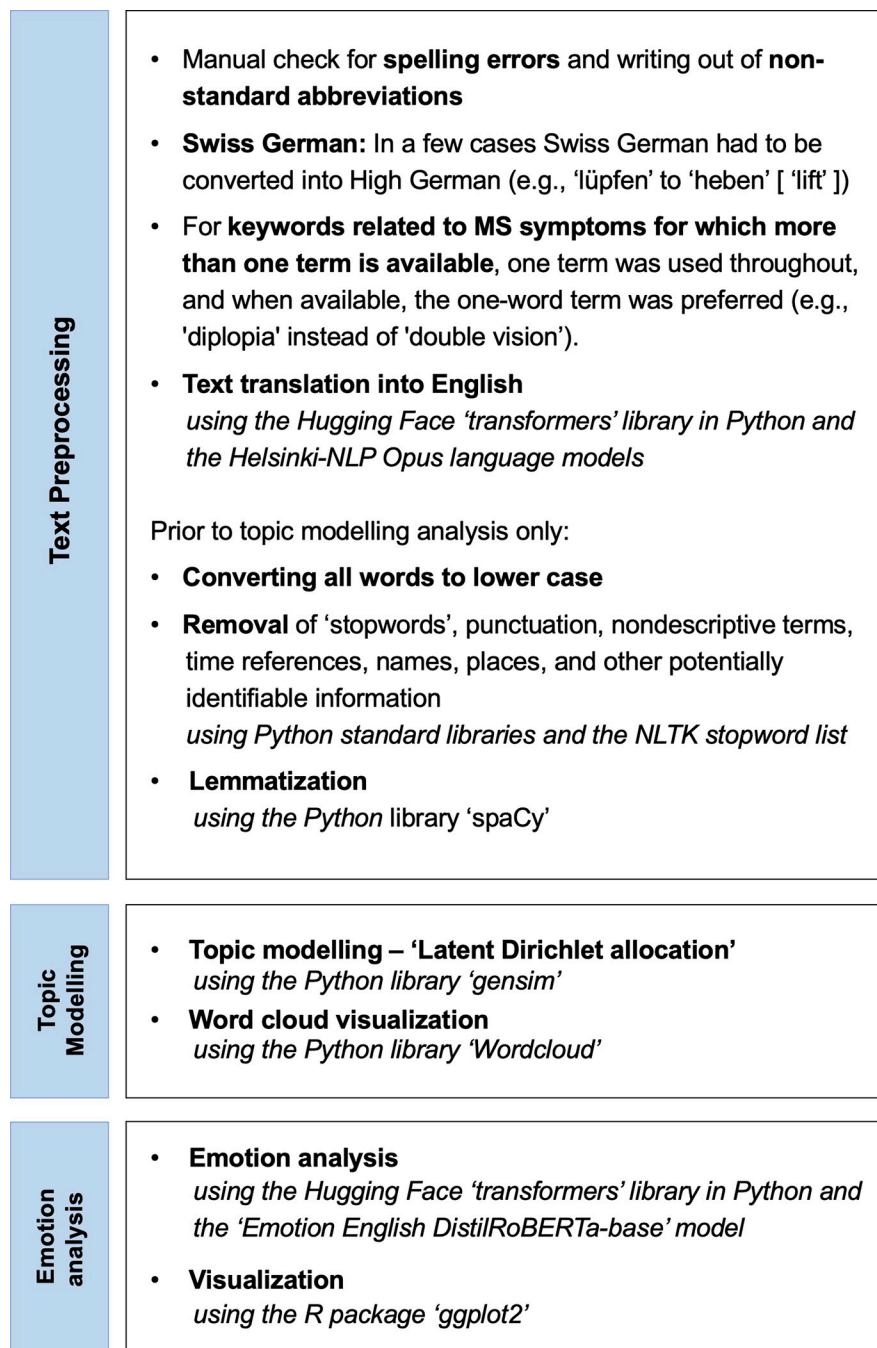 Text Preprocessing
• Manual check for spelling errors and writing out of non-
standard abbreviations
• Swiss German: In a few cases Swiss German had to be
converted into High German (e.g., ‘lüpfen’ to ‘heben’ [ ‘lift’ ])
• For keywords related to MS symptoms for which more
than one term is available, one term was used throughout,
and when available, the one-word term was preferred (e.g.,
'diplopia' instead of 'double vision’).
• Text translation into English
using the Hugging Face ‘transformers’ library in Python and
the Helsinki-NLP Opus language models
Prior to topic modelling analysis only:
• Converting all words to lower case
• Removal of ‘stopwords’, punctuation, nondescriptive terms,
time references, names, places, and other potentially
identifiable information
using Python standard libraries and the NLTK stopword list
• Lemmatization
using the Python library ‘spaCy’
Topic
Modelling
• Topic modelling – ‘Latent Dirichlet allocation’
using the Python library ‘gensim’
• Word cloud visualization
using the Python library ‘Wordcloud’
Emotion
analysis
• Emotion analysis
using the Hugging Face ‘transformers’ library in Python and
the ‘Emotion English DistilRoBERTa-base’ model
• Visualization
using the R package ‘ggplot2’